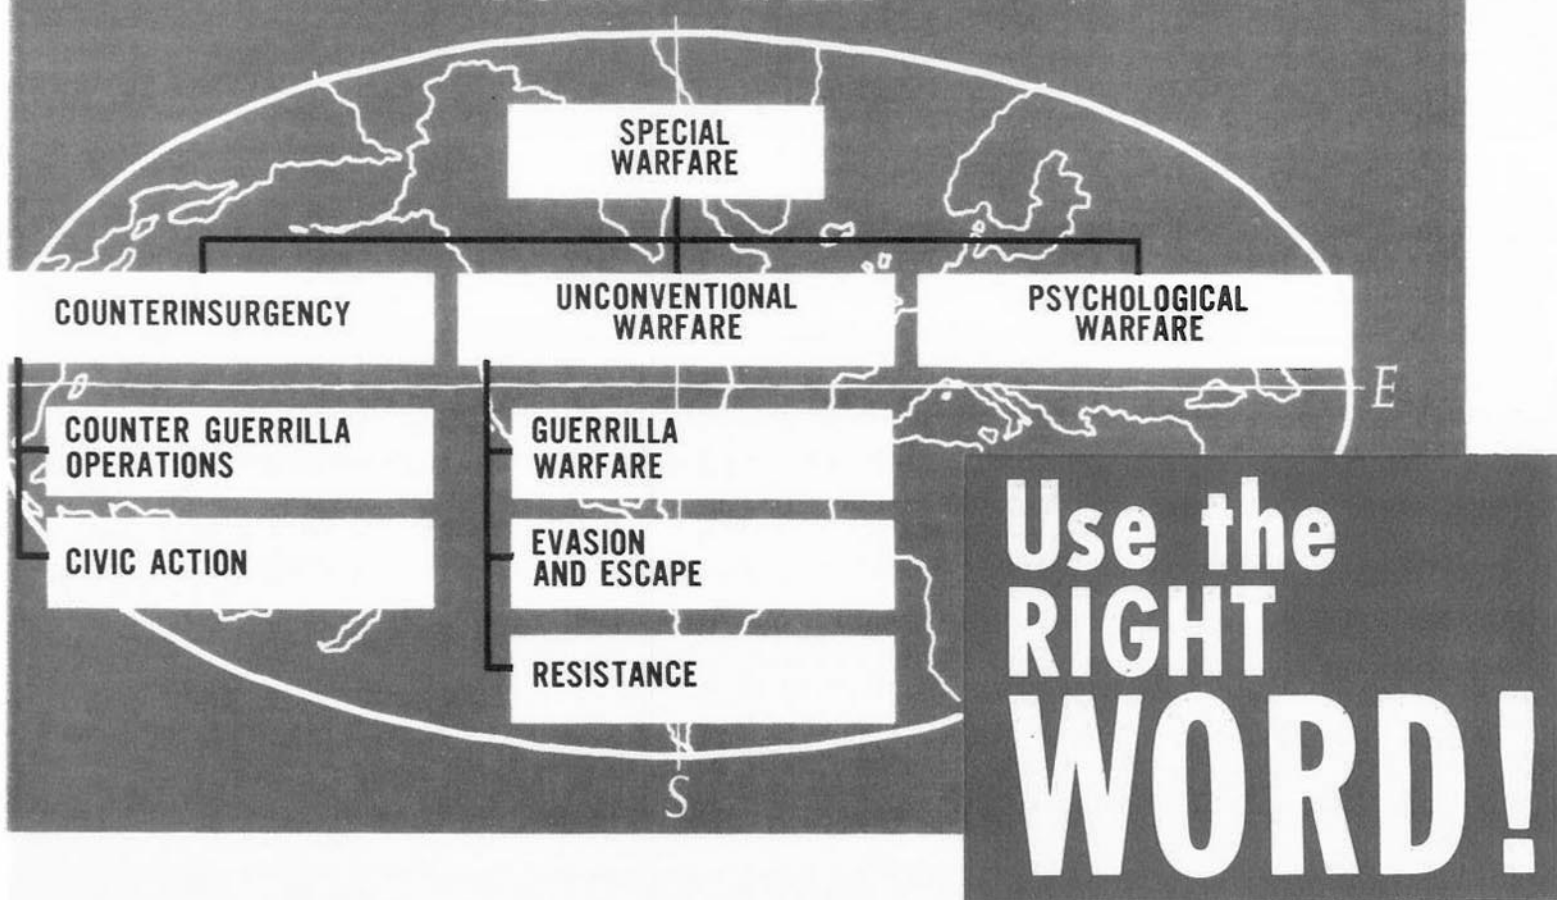 SPECIAL
WARFARE
COUNTERINSURGENCY
UNCONVENTIONAL
WARFARE
PSYCHOLOGICAL
WARFARE
E
COUNTER GUERRILLA
OPERATIONS
CIVIC ACTION
GUERRILLA
WARFARE
EVASION
AND ESCAPE
RESISTANCE
S
Use the
RIGHT
WORD!